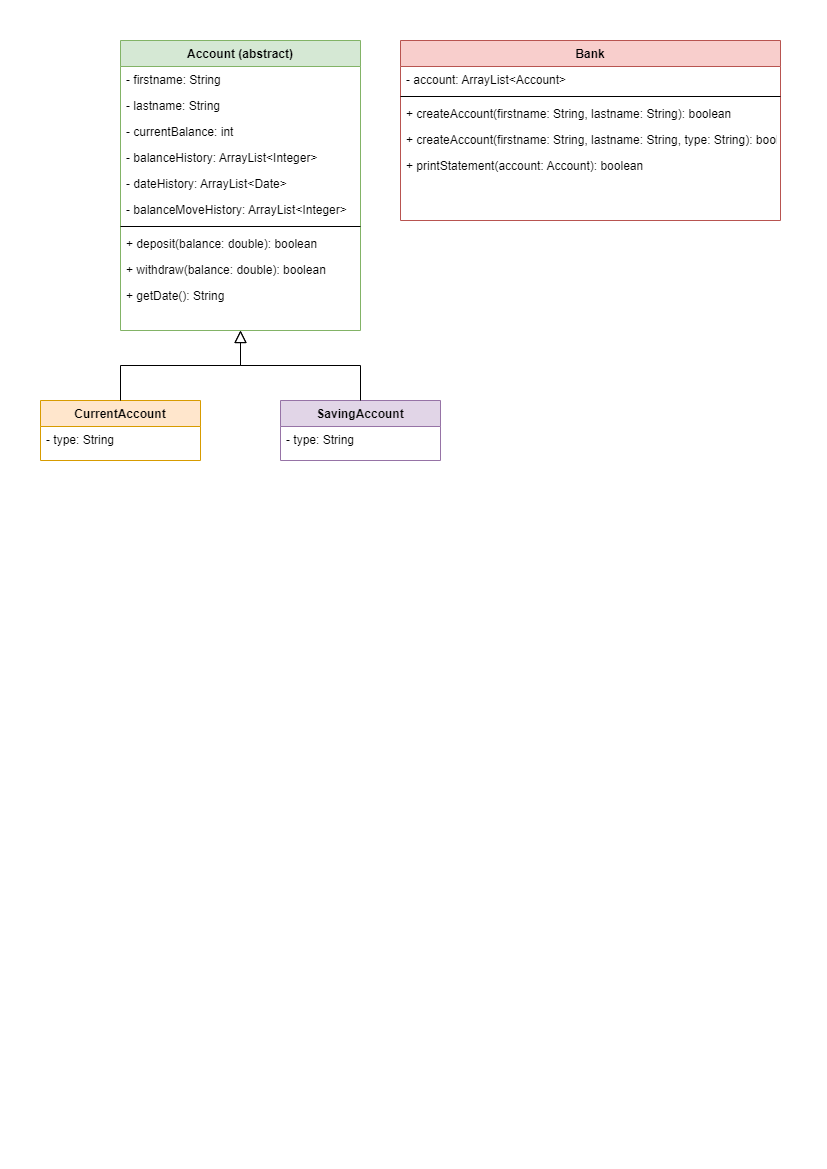 Account (abstract)
- firstname: String
- lastname: String
- currentBalance: int
- balanceHistory: ArrayList<Integer>
- dateHistory: ArrayList<Date>
- balanceMoveHistory: ArrayList<Integer>
+ deposit(balance: double): boolean
+ withdraw(balance: double): boolean
+ getDate(): String
Bank
- account: ArrayList<Account>
+ createAccount(firstname: String, lastname: String): boolean
+ createAccount(firstname: String, lastname: String, type: String): boo
+ printStatement(account: Account): boolean
CurrentAccount
- type: String
SavingAccount
- type: String